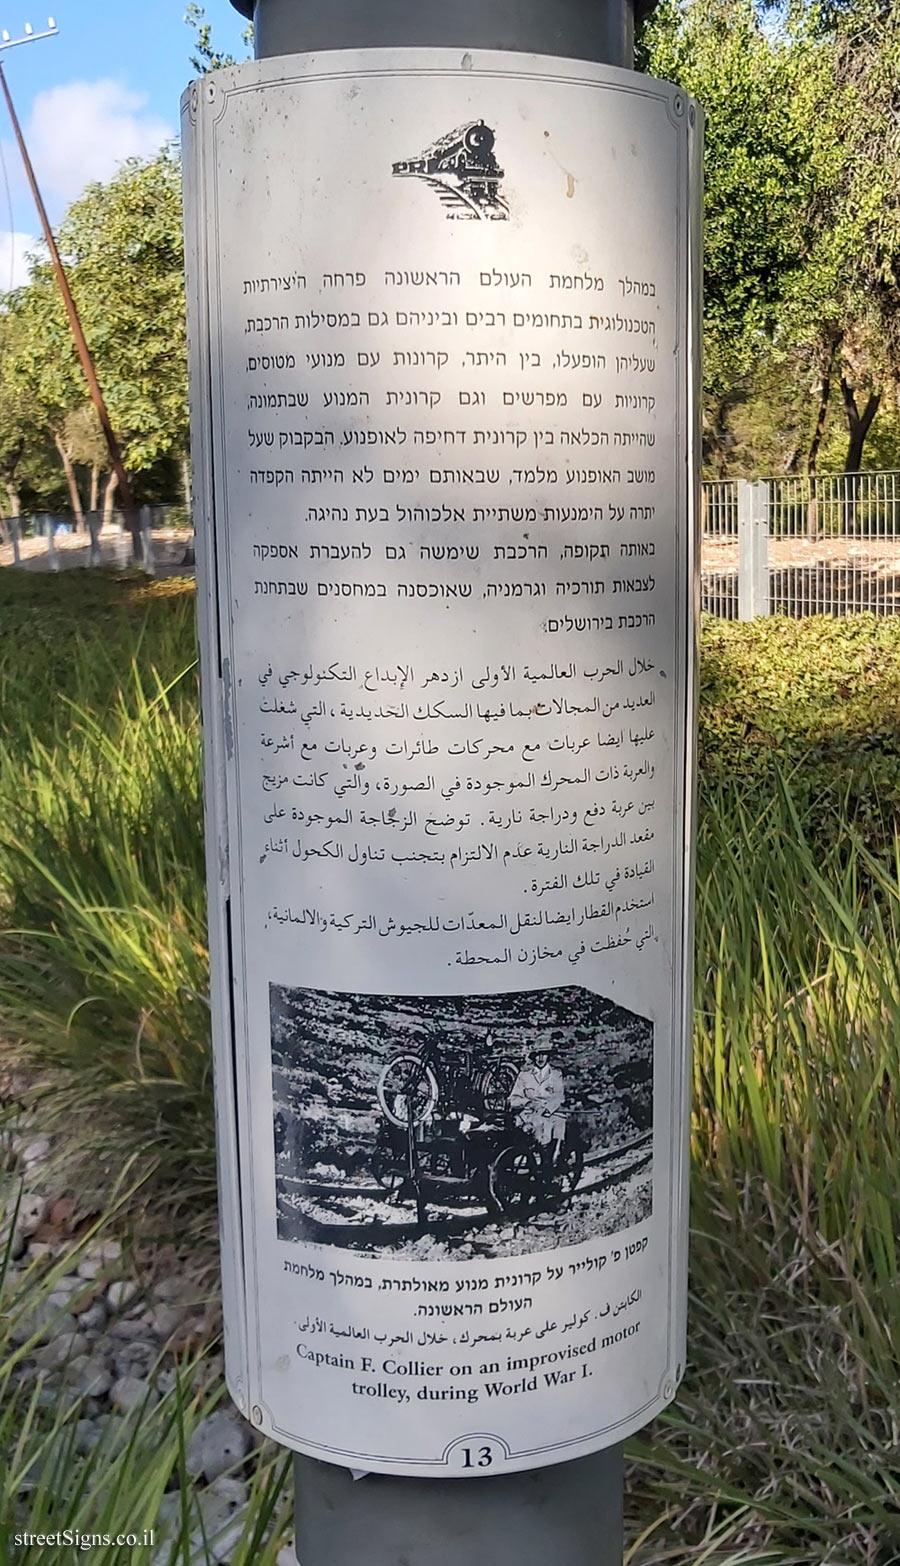 במהלך מלחמת העולם הראשונה פרחה היצירתיות
הטכנולוגית בתחומים רבים וביניהם גם במסילות הרכבת,
שעליהן הופעלו, בין היתר, קרונות עם מנועי מטוסים,
קרוניות עם מפרשים וגם קרונית המנוע שבתמונה,
שהייתה הכלאה בין קרונית דחיפה לאופנוע. הבקבוק שעל
מושב האופנוע מלמד, שבאותם ימים לא הייתה הקפדה
יתרה על הימנעות משתיית אלכוהול בעת נהיגה.
באותה תקופה, הרכבת שימשה גם להעברת אספקה
לצבאות תורכיה וגרמניה, שאוכסנה במחסנים שבתחנת
הרכבת בירושלים.
خلال الحرب العالمية الأولى ازدهر الإبداع التكنولوجي في
العديد من المجالات بما فيها السكك الحديدية ، التي شغلت
عليها ايضا عربات مع محركات طائرات وعربات مع أشرعة
والعربة ذات المحرك الموجودة في الصورة، والتي كانت مزيج
بين عربة دفع ودراجة نارية . توضح الزجاجة الموجودة على
مقعد الدراجة النارية عدم الالتزام بتجنب تناول الكحول أثناء
القيادة في تلك الفترة .
استخدم القطار ايضا لنقل المعدّات للجيوش التركية والالمانية،
التي حُفظت في مخازن المحطة .
קפטן פ' קולייר על קרונית מנוע מאולתרת, במהלך מלחמת
העולם הראשונה.
الكابتن ف. كولير على عربة بمحرك، خلال الحرب العالمية الأولى.
Captain F. Collier on an improvised motor
trolley, during World War I.
13
streetSigns.co.il